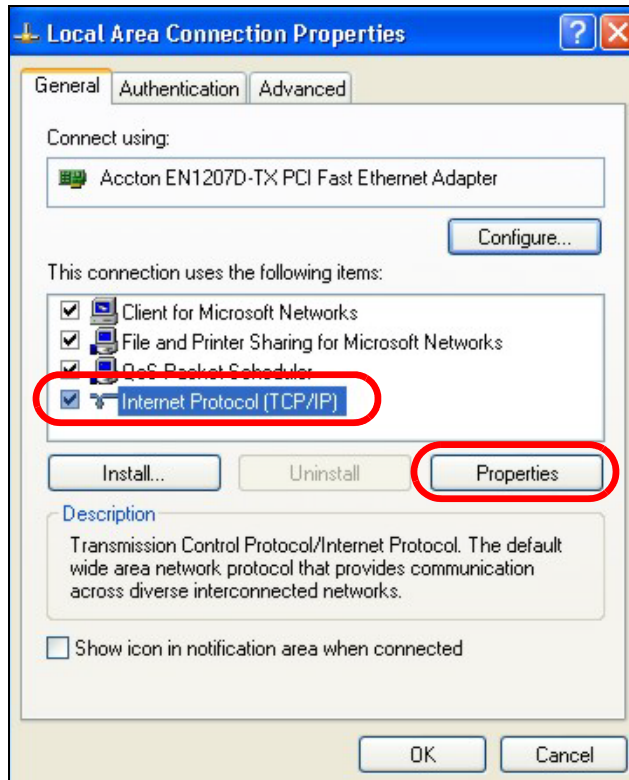 Local Area Connection Properties
General Authentication Advanced
Connect using:
Accton EN1207D-TX PCI Fast Ethernet Adapter
Configure...
This connection uses the following items:
Client for Microsoft Networks
File and Printer Sharing for Microsoft Networks
QoS Packet Scheduler
Internet Protocol (TCP/IP)
Install... Uninstall Properties
Description
Transmission Control Protocol/Internet Protocol. The default
wide area network protocol that provides communication
across diverse interconnected networks.
Show icon in notification area when connected
OK Cancel